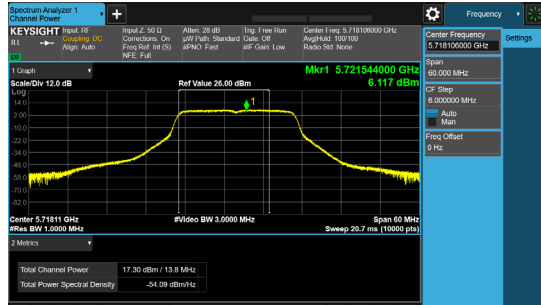 Spectrum Analyzer 1
Channel Power
+
Frequency
KEYSIGHT
R L
Input: RF
Coupling: DC
Align: Auto
Input Z: 50 Ω
Corrections: On
Freq Ref: Int (S)
NFE: Full
Atten: 28 dB
µW Path: Standard
#PNO: Fast
Trig: Free Run
Gate: Off
#IF Gain: Low
Center Freq: 5.718106000 GHz
Avg|Hold: 100/100
Radio Std: None
1 Graph
Scale/Div 12.0 dB
Ref Value 26.00 dBm
Mkr1 5.721544000 GHz
6.117 dBm
Log
14.0
2.00
-10.0
-22.0
-34.0
-46.0
-58.0
-70.0
-82.0
1
Center 5.71811 GHz
#Video BW 3.0000 MHz
Span 60 MHz
#Res BW 1.0000 MHz
Sweep 20.7 ms (10000 pts)
2 Metrics
Total Channel Power 17.30 dBm / 13.8 MHz
Total Power Spectral Density -54.09 dBm/Hz
Center Frequency
5.718106000 GHz
Settings
Span
60.000 MHz
CF Step
6.000000 MHz
Auto
Man
Freq Offset
0 Hz